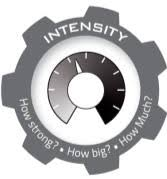 INTENSITY
How strong? • How big? • How Much?